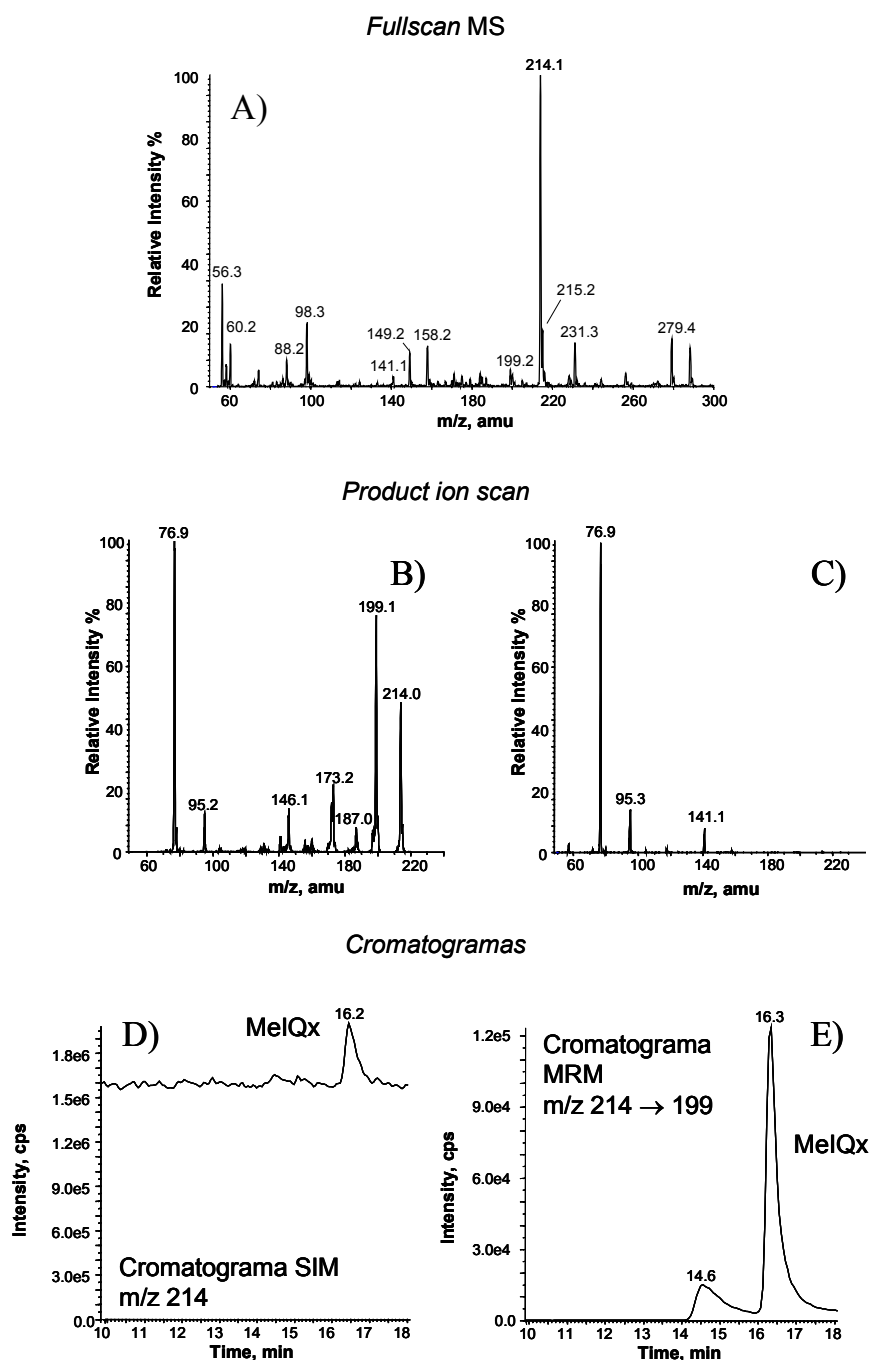 Fullscan MS
A)
Relative Intensity %
100
80
60
40
20
0
214.1
56.3
60.2
88.2
98.3
149.2
141.1
158.2
199.2
215.2
231.3
279.4
60 100 140 180 220 260 300
m/z, amu
Product ion scan
B)
Relative Intensity %
100
80
60
40
20
0
76.9
95.2
146.1
173.2
187.0
199.1
214.0
60 100 140 180 220
m/z, amu
C)
Relative Intensity %
100
80
60
40
20
0
76.9
95.3
141.1
60 100 140 180 220
m/z, amu
Cromatogramas
D)
MeIQx
16.2
Intensity, cps
1.8e6
1.5e6
1.2e6
9.0e5
6.0e5
3.0e5
0.0
Cromatograma SIM
m/z 214
10 11 12 13 14 15 16 17 18
Time, min
E)
Cromatograma
MRM
m/z 214 → 199
16.3
MeIQx
14.6
Intensity, cps
1.2e5
9.0e4
6.0e4
3.0e4
0.0
10 11 12 13 14 15 16 17 18
Time, min